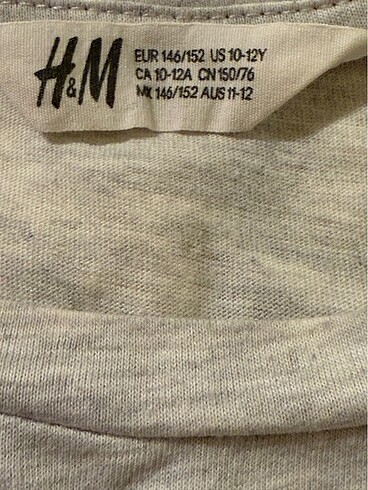 H&M
EUR 146/152 US 10-12Y
CA 10-12A CN 150/76
MX 146/152 AUS 11-12